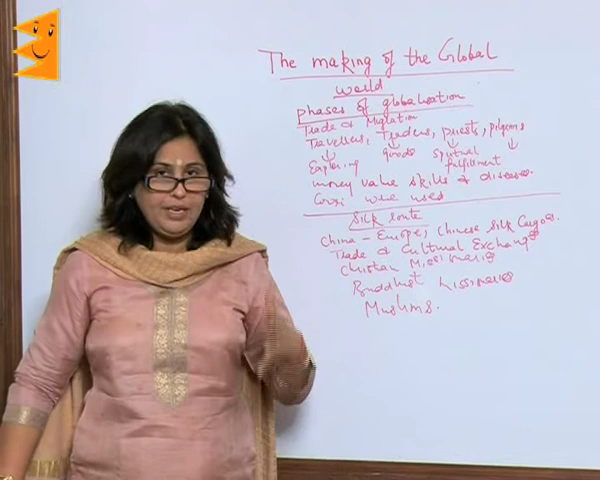 The making of the Global
world
phases of globalisation
Trade & Migration
Travellers, Traders, priests, pilgrims
Exploring goods spiritual fulfillment
money value skills & diseases.
Cowri were used
Silk route
China - Europe, Chinese Silk Cargoes.
Trade & Cultural Exchange
Christan Missionaries
Buddhist Missionaries
Muslims.